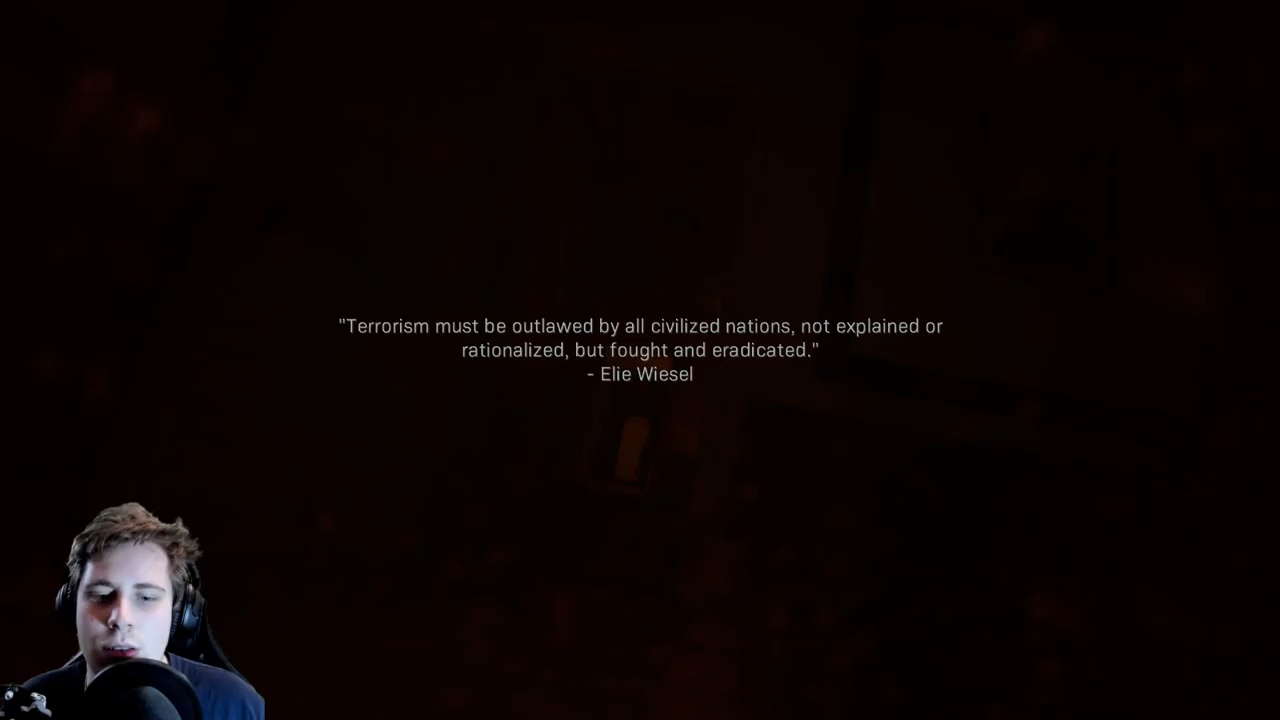 "Terrorism must be outlawed by all civilized nations, not explained or
rationalized, but fought and eradicated."
- Elie Wiesel